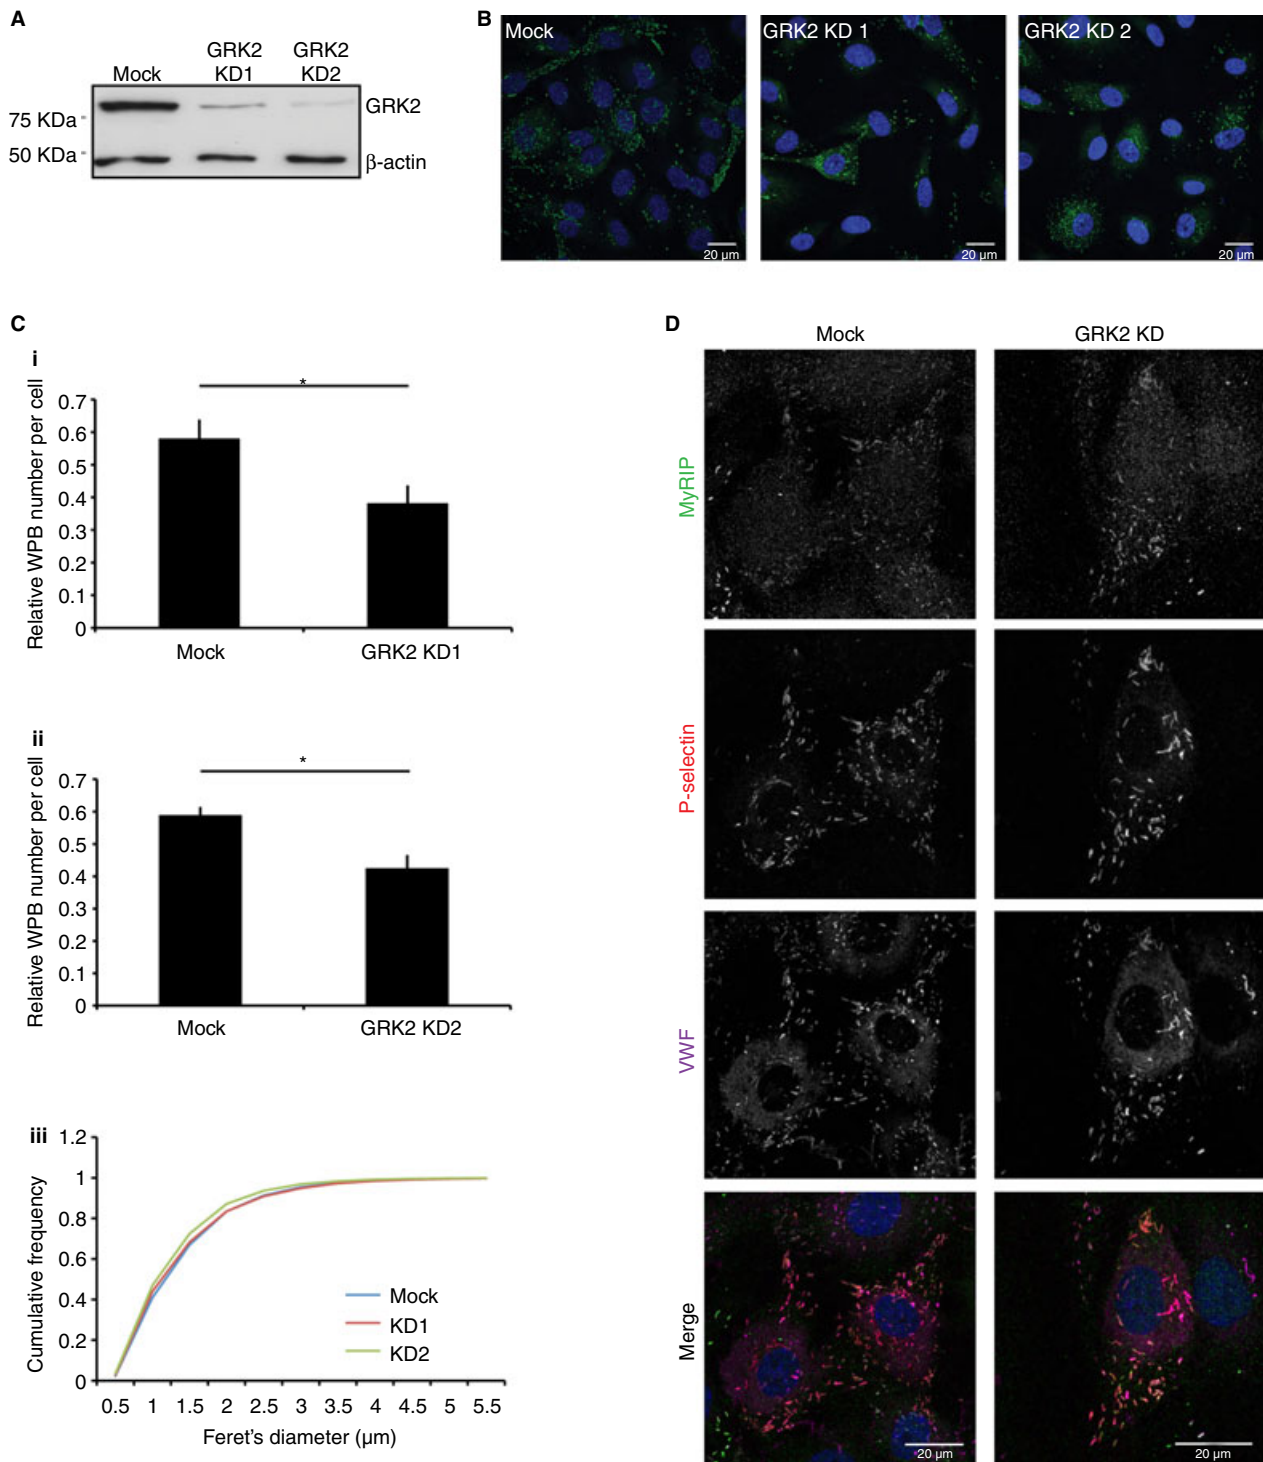 A
Mock
GRK2
KD1
GRK2
KD2
75 KDa
50 KDa
GRK2
β-actin
B
Mock
GRK2 KD 1
GRK2 KD 2
20 µm
20 µm
20 µm
C
i
Relative WPB number per cell
0.7
0.6
0.5
0.4
0.3
0.2
0.1
0
*
Mock
GRK2 KD1
ii
Relative WPB number per cell
0.7
0.6
0.5
0.4
0.3
0.2
0.1
0
*
Mock
GRK2 KD2
iii
Cumulative frequency
1.2
1
0.8
0.6
0.4
0.2
0
Mock
KD1
KD2
0.5 1 1.5 2 2.5 3 3.5 4 4.5 5 5.5
Feret's diameter (µm)
D
Mock
GRK2 KD
MyRIP
P-selectin
VWF
Merge
20 µm
20 µm